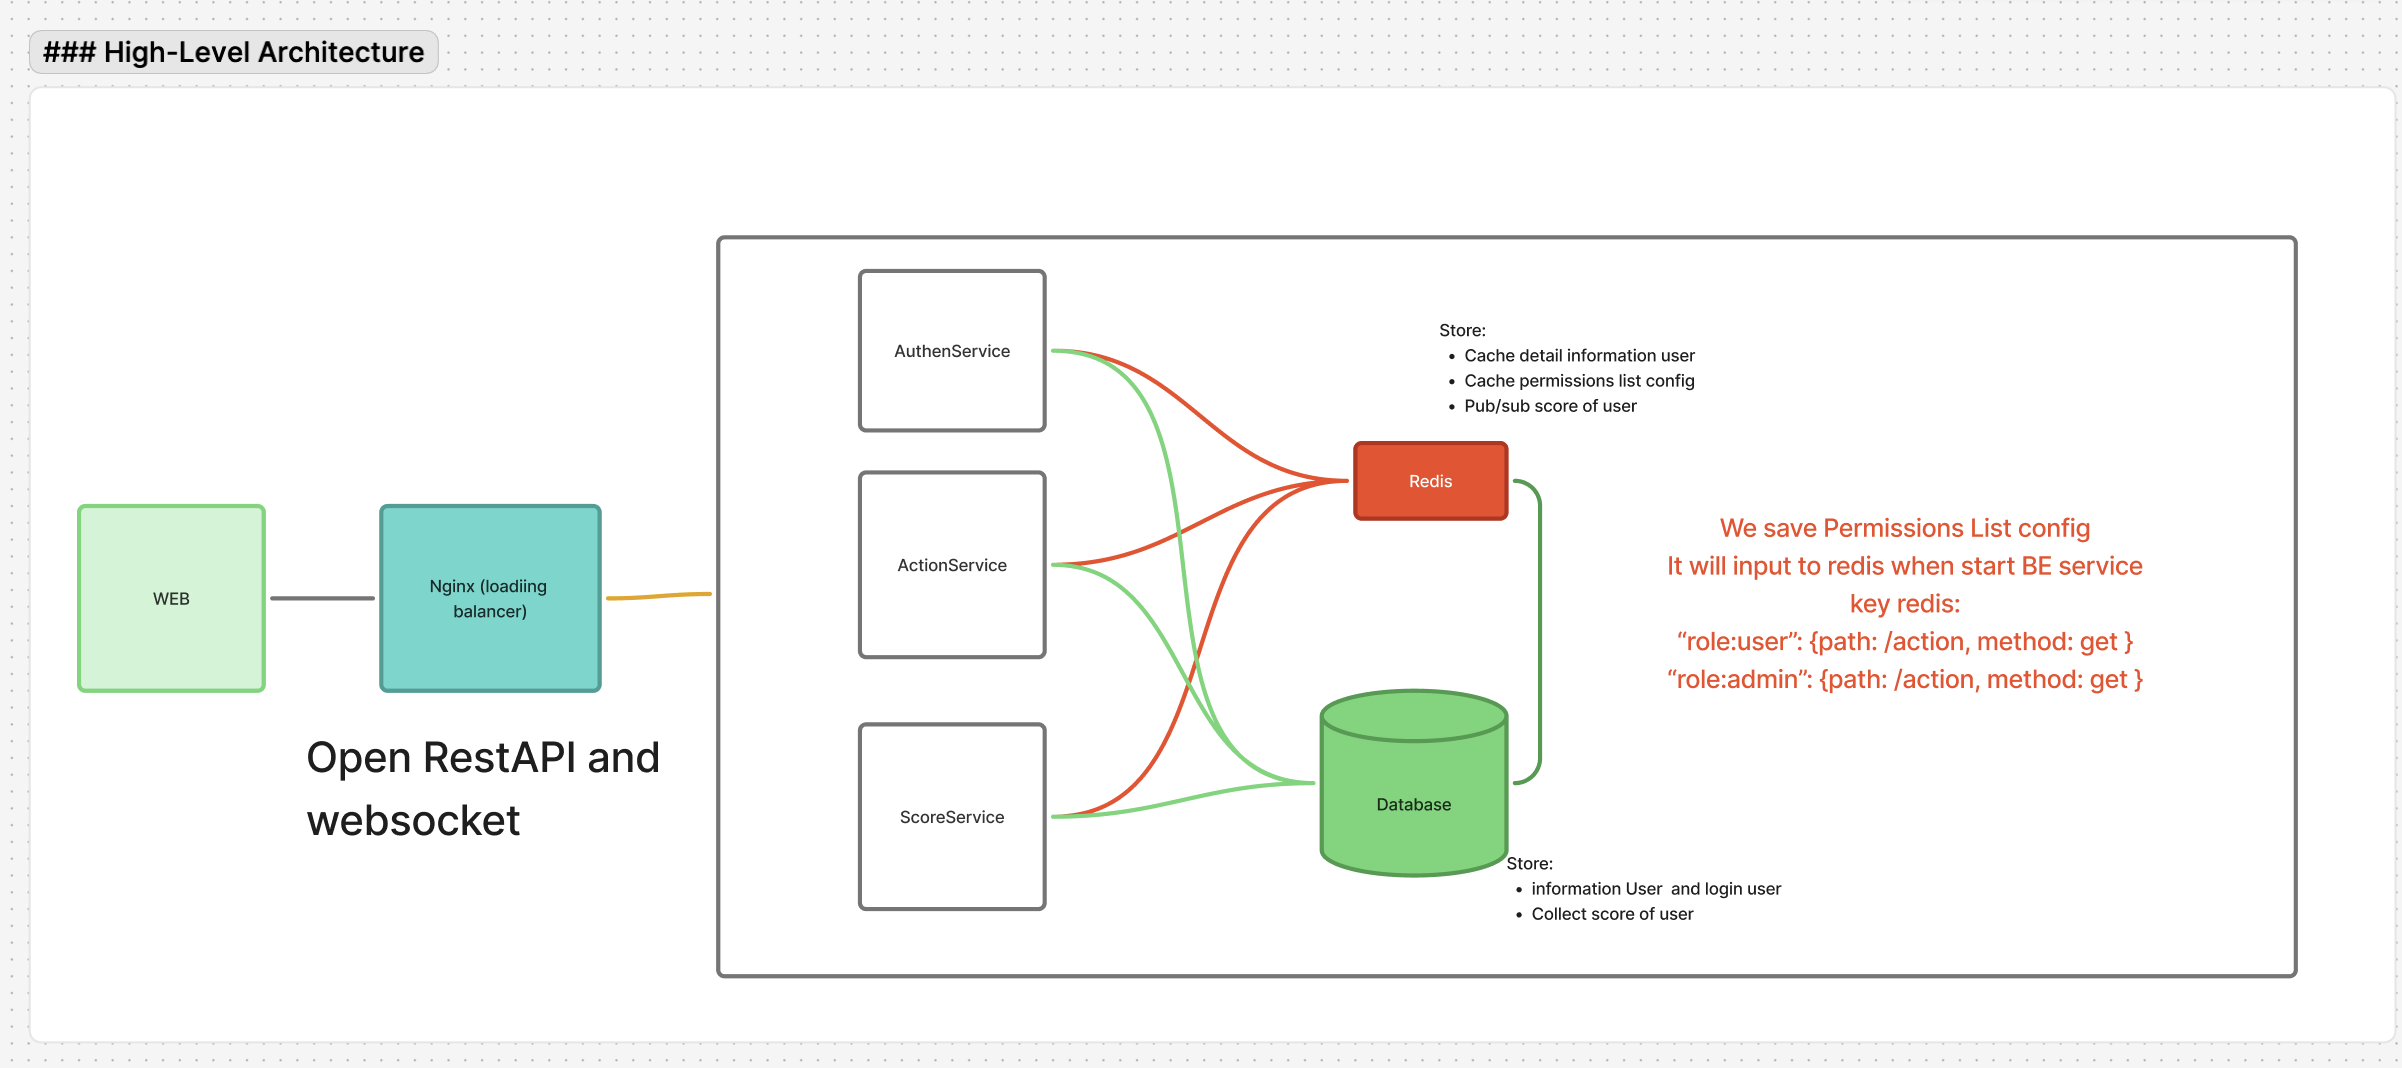 ### High-Level Architecture
AuthenService
Store:
• Cache detail information user
• Cache permissions list config
• Pub/sub score of user
Redis
ActionService
WEB
Nginx (loadiing
balancer)
We save Permissions List config
It will input to redis when start BE service
key redis:
“role:user”: {path: /action, method: get }
“role:admin”: {path: /action, method: get }
Open RestAPI and
websocket
ScoreService
Database
Store:
• information User  and login user
• Collect score of user